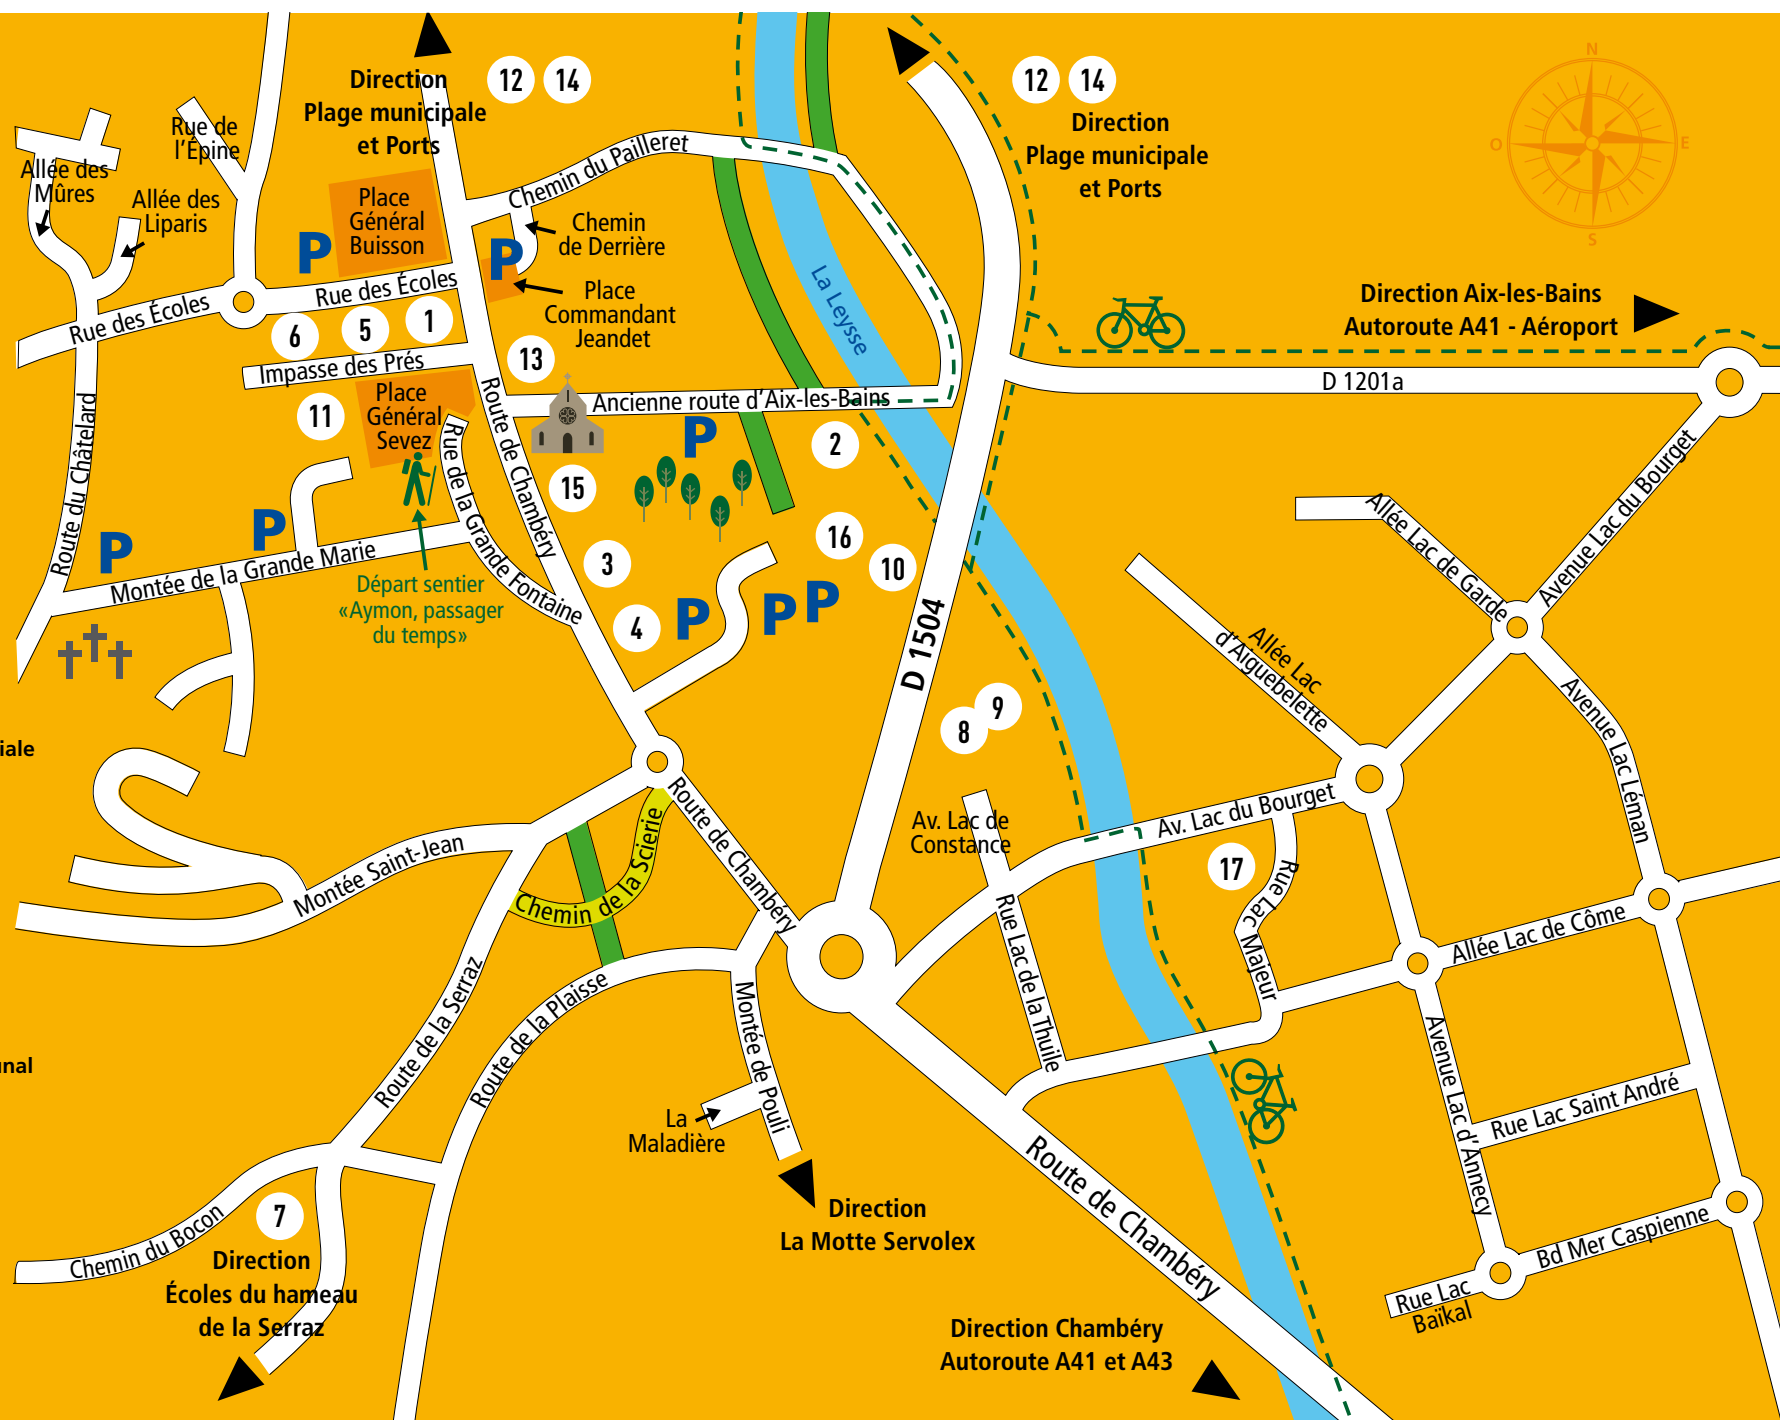 Direction
Plage municipale
et Ports
12
14
12
14
Direction
Plage municipale
et Ports
N
O
E
S
Rue de
l'Épine
Allée des
Mûres
Allée des
Liparis
Place
Général
Buisson
P
Chemin du Pailleret
Chemin
de Derrière
P
Place
Commandant
Jeandet
La Leysse
Direction Aix-les-Bains
Autoroute A41 - Aéroport
D 1201a
Rue des Écoles
Rue des Écoles
6
5
1
13
Impasse des Prés
Place
Général
Sevez
11
Route de Chambéry
Ancienne route d'Aix-les-Bains
P
2
15
Rue de la Grande Fontaine
Route du Châtelard
P
P
Montée de la Grande Marie
Départ sentier
«Aymon, passager
du temps»
3
4
P
P
P
16
10
D 1504
8
9
Allée Lac de Garde
Avenue Lac du Bourget
Allée Lac
d'Aiguebelette
Avenue Lac Léman
Av. Lac du Bourget
Av. Lac de
Constance
17
Rue Lac Majeur
Rue Lac de la Thuile
Allée Lac de Côme
Avenue Lac d'Annecy
Rue Lac Saint André
Bd Mer Caspienne
Rue Lac
Baïkal
iale
Route de Chambéry
Chemin de la Scierie
Montée Saint-Jean
Route de la Serraz
Route de la Plaisse
Montée de Pouli
La
Maladière
nal
Chemin du Bocon
7
Direction
Écoles du hameau
de la Serraz
Direction
La Motte Servolex
Route de Chambéry
Direction Chambéry
Autoroute A41 et A43